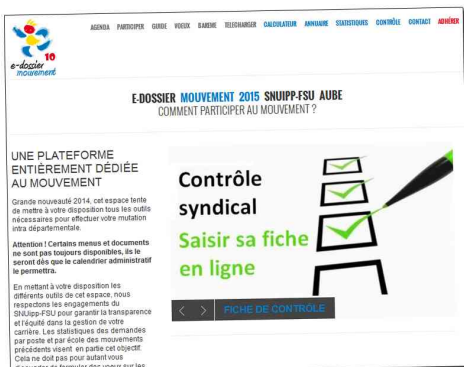 AGENDA PARTICIPER GUIDE VOEUX BAREME TELECHARGER CALCULATEUR ANNUAIRE STATISTIQUES CONTRÔLE CONTACT ADHÉRER
10
e-dossier
mouvement
E-DOSSIER MOUVEMENT 2015 SNUIPP-FSU AUBE
COMMENT PARTICIPER AU MOUVEMENT ?
UNE PLATEFORME
ENTIÈREMENT DÉDIÉE
AU MOUVEMENT
Grande nouveauté 2014, cet espace tente
de mettre à votre disposition tous les outils
nécessaires pour effectuer votre mutation
intra départementale.
Attention ! Certains menus et documents
ne sont pas toujours disponibles, ils le
seront dès que le calendrier administratif
le permettra.
En mettant à votre disposition les
différents outils de cet espace, nous
respectons les engagements du
SNUipp-FSU pour garantir la transparence
et l'équité dans la gestion de votre
carrière. Les statistiques des demandes
par poste et par école des mouvements
précédents visent en partie cet objectif.
Cela ne doit pas pour autant vous
de formuler des voeux sur les
Contrôle
syndical
Saisir sa fiche
en ligne
< > FICHE DE CONTRÔLE